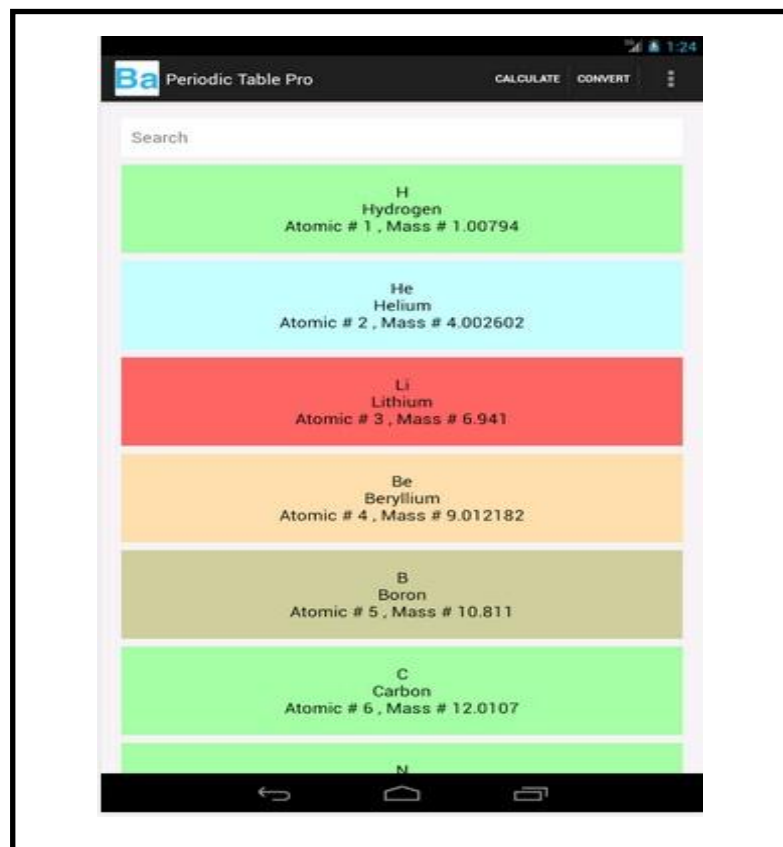 1:24
Ba Periodic Table Pro CALCULATE CONVERT
Search
H
Hydrogen
Atomic # 1 , Mass # 1.00794
He
Helium
Atomic # 2 , Mass # 4.002602
Li
Lithium
Atomic # 3 , Mass # 6.941
Be
Beryllium
Atomic # 4 , Mass # 9.012182
B
Boron
Atomic # 5 , Mass # 10.811
C
Carbon
Atomic # 6 , Mass # 12.0107
N